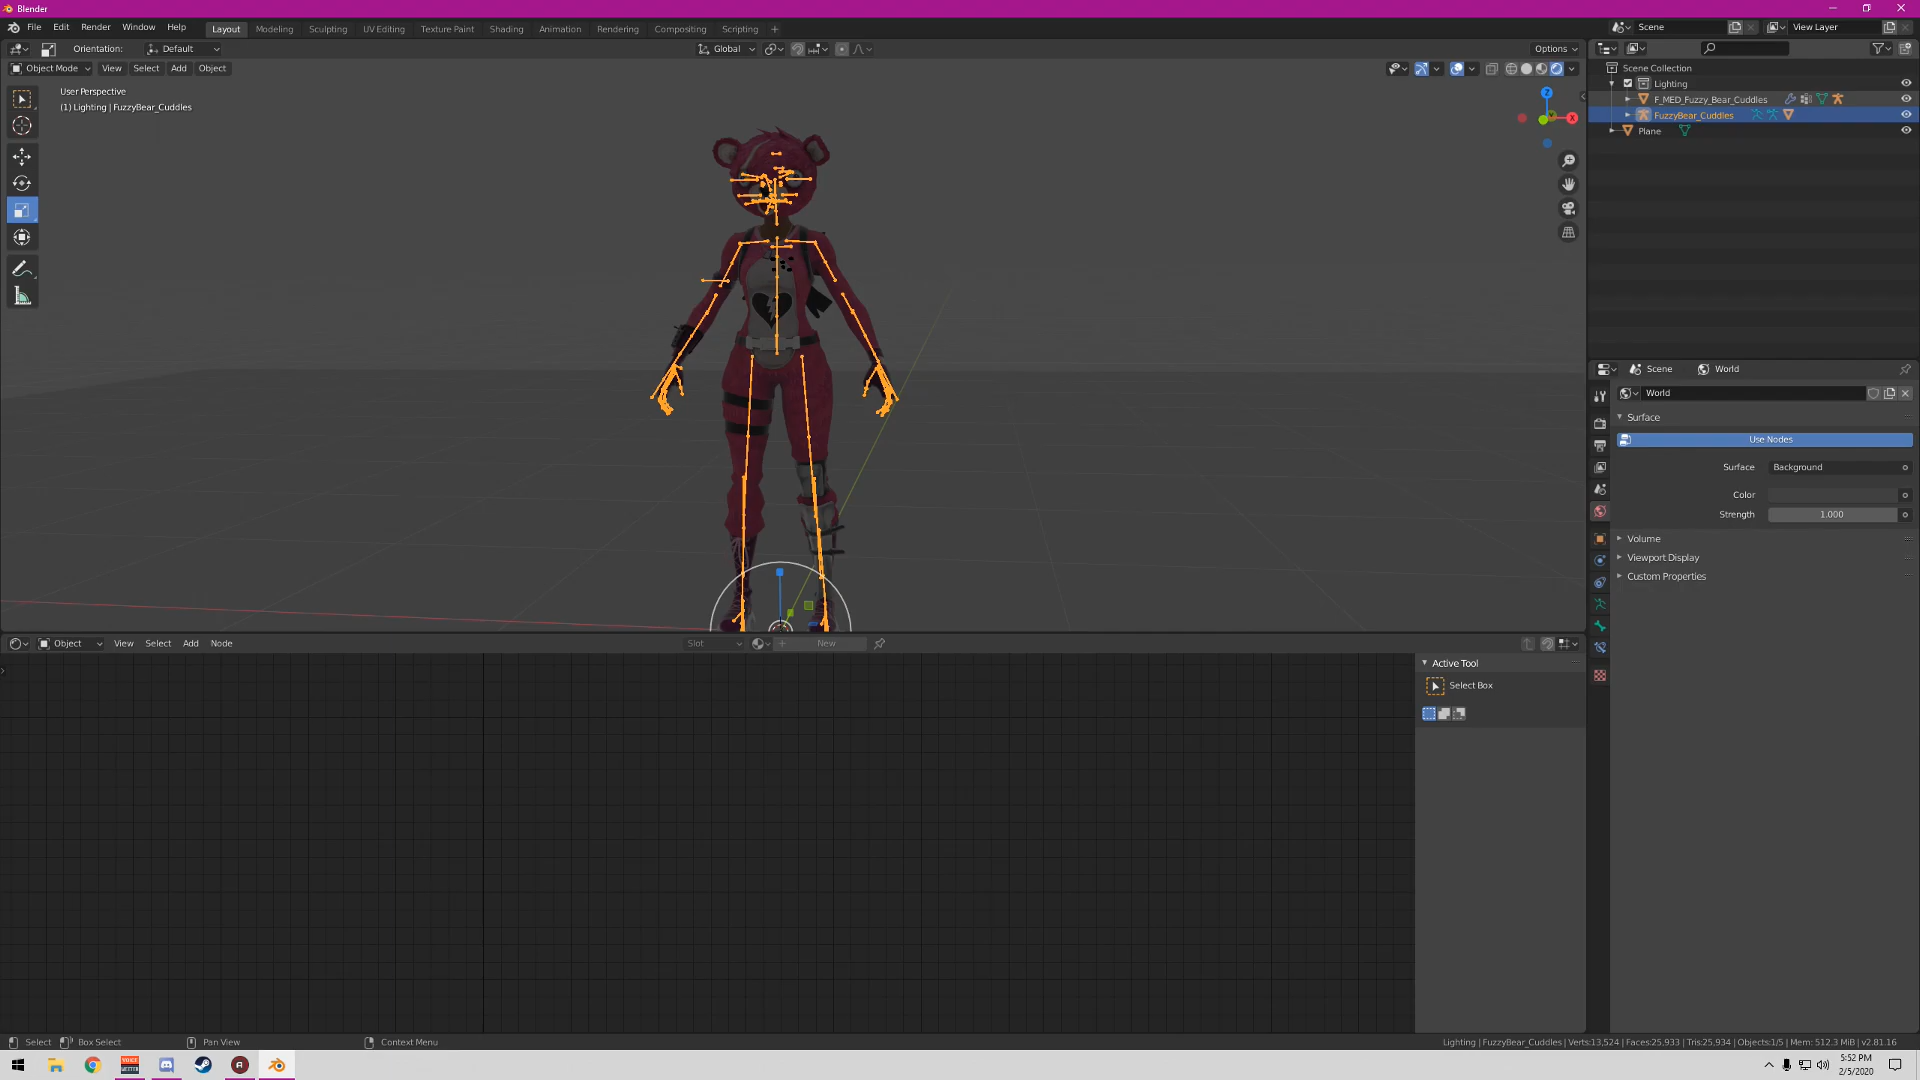 Blender
File Edit Render Window Help Layout Modeling Sculpting UV Editing Texture Paint Shading Animation Rendering Compositing Scripting + Scene View Layer
Orientation: Default Global Options
Object Mode View Select Add Object
User Perspective
(1) Lighting | FuzzyBear_Cuddles
Z
X
Scene Collection
Lighting
F_MED_Fuzzy_Bear_Cuddles
FuzzyBear_Cuddles
Plane
Scene World
World
Surface
Use Nodes
Surface Background
Color
Strength 1.000
Volume
Viewport Display
Custom Properties
Object View Select Add Node Slot New
Active Tool
Select Box
Select Box Select Pan View Context Menu
Lighting | FuzzyBear_Cuddles | Verts:13,524 | Faces:25,933 | Tris:25,934 | Objects:1/5 | Mem: 512.3 MiB | v2.81.16
5:52 PM
2/5/2020